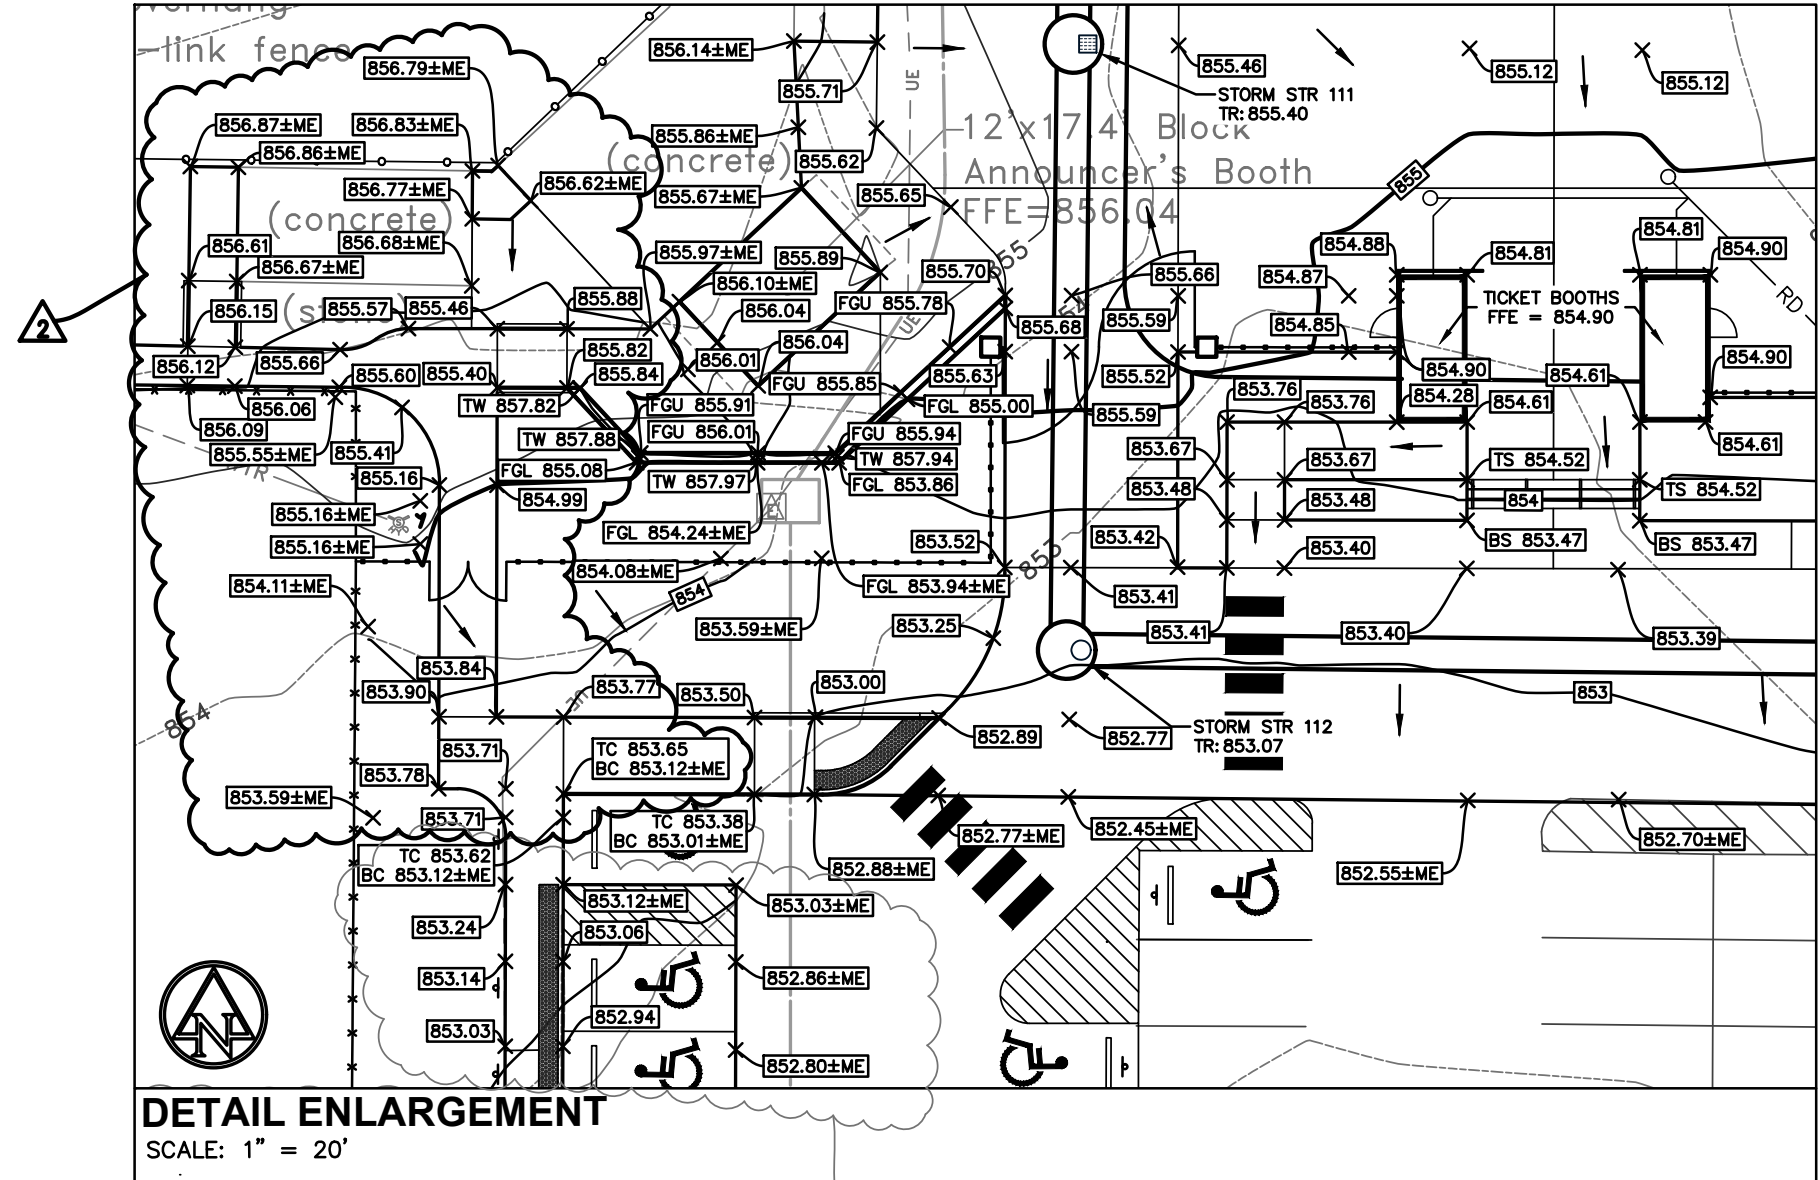 -link fence
856.79±ME
856.14±ME
855.71
UE
855.46
855.12
855.12
STORM STR 111
TR: 855.40
856.87±ME
856.83±ME
856.86±ME
855.86±ME
855.62
(concrete)
12'x17.4' Block
Announcer's Booth
FFE=856.04
856.77±ME
856.62±ME
855.67±ME
855.65
855
(concrete)
856.61
856.68±ME
856.67±ME
855.97±ME
855.89
856.10±ME
855.70
855
855.66
854.88
854.81
854.81
854.90
854.87
856.15
855.57
855.46
855.88
856.04
FGU 855.78
UE
855.68
855.59
854.85
TICKET BOOTHS
FFE = 854.90
RD
856.12
855.66
855.82
856.01
856.04
855.60
855.40
855.84
FGU 855.85
855.63
855.52
854.90
854.61
854.90
856.06
TW 857.82
FGU 855.91
FGL 855.00
855.59
853.76
853.76
854.28
854.61
856.09
TW 857.88
FGU 856.01
FGU 855.94
854.61
855.55±ME
855.41
FGL 855.08
TW 857.97
TW 857.94
FGL 853.86
853.67
853.67
TS 854.52
855.16
854.99
853.48
853.48
854
TS 854.52
855.16±ME
S
E
FGL 854.24±ME
855.16±ME
853.52
853.42
853.40
BS 853.47
BS 853.47
854.11±ME
854.08±ME
854
FGL 853.94±ME
853
853.41
853.59±ME
853.25
853.41
853.40
853.39
853.84
853.90
853.77
853.50
853.00
853
854
853.71
TC 853.65
BC 853.12±ME
852.89
852.77
STORM STR 112
TR: 853.07
853.78
853.59±ME
853.71
TC 853.38
BC 853.01±ME
852.77±ME
852.45±ME
852.70±ME
TC 853.62
BC 853.12±ME
852.88±ME
852.55±ME
853.12±ME
853.03±ME
853.24
853.06
853.14
852.86±ME
853.03
852.94
852.80±ME
2
N
DETAIL ENLARGEMENT
SCALE: 1" = 20'